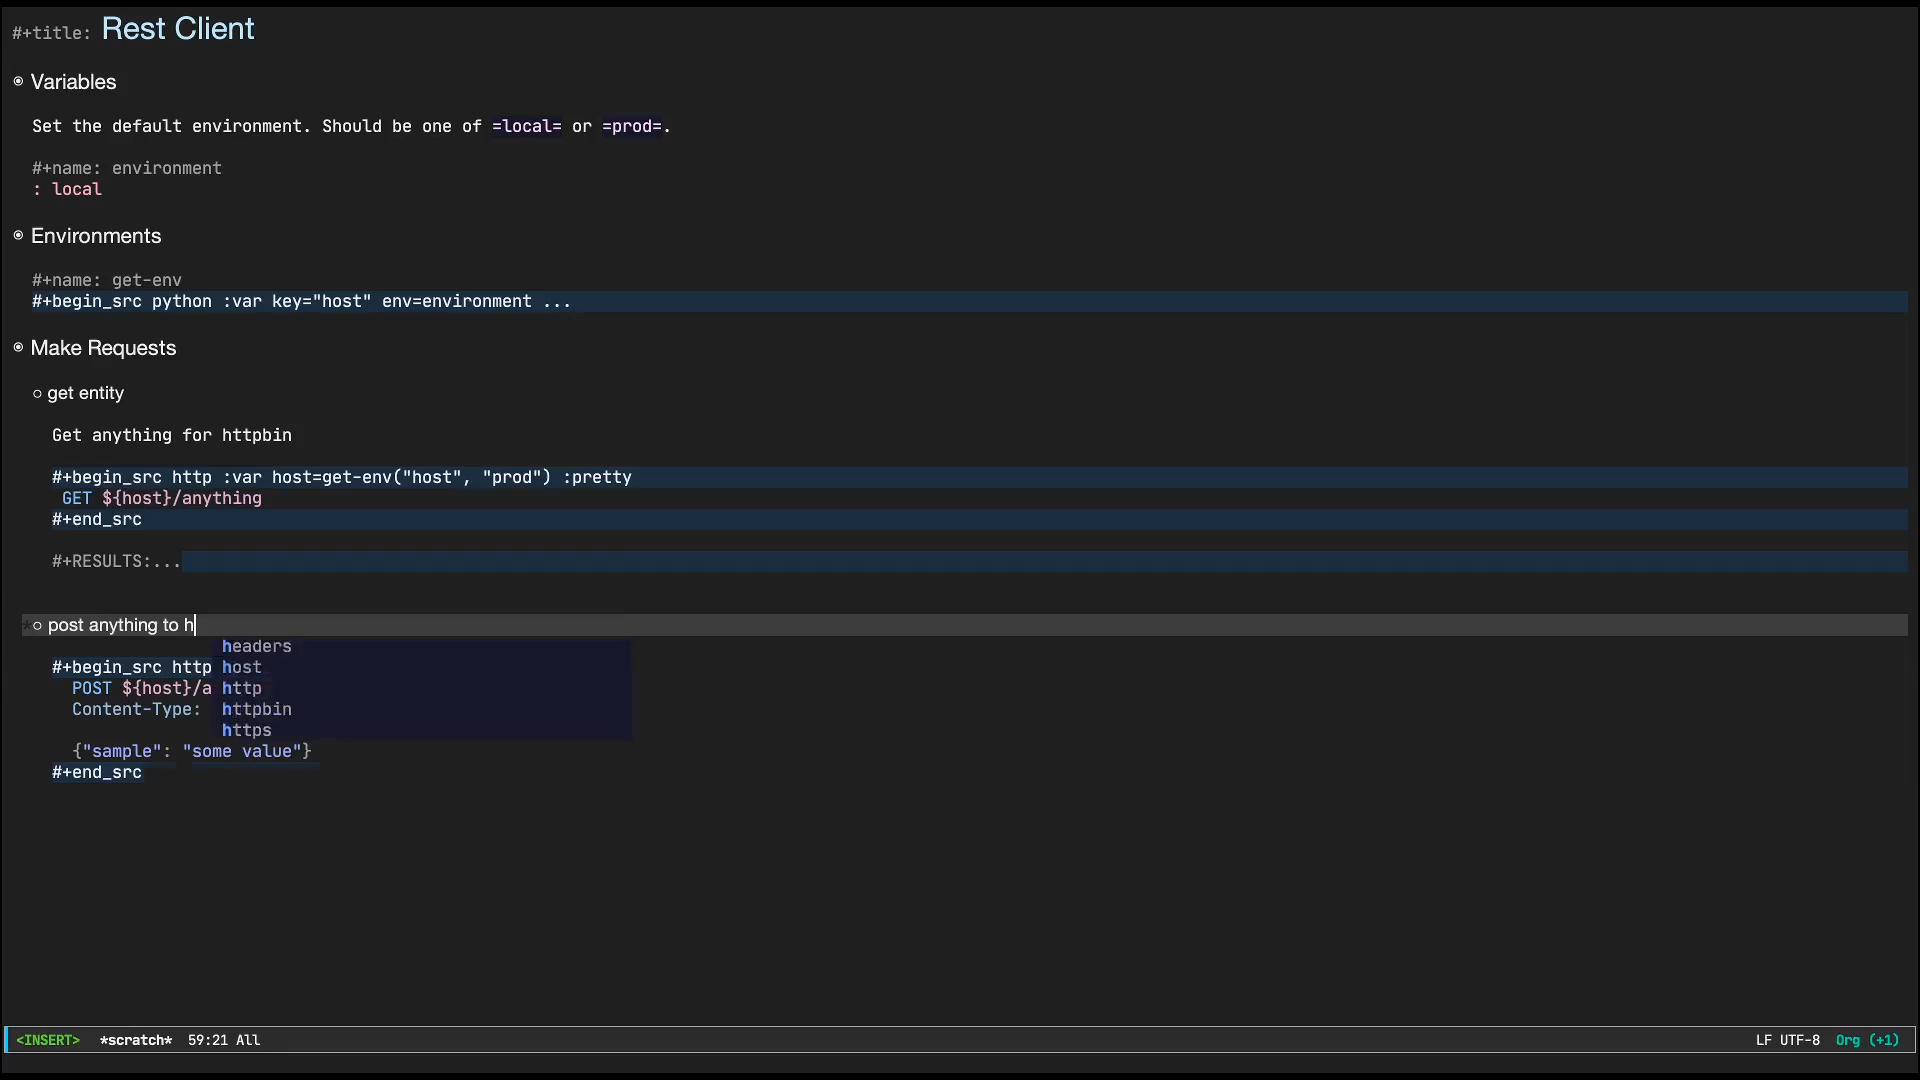 #+title: Rest Client
Variables
Set the default environment. Should be one of =local= or =prod=.
#+name: environment
: local
Environments
#+name: get-env
#+begin_src python :var key="host" env=environment ...
Make Requests
get entity
Get anything for httpbin
#+begin_src http :var host=get-env("host", "prod") :pretty
GET ${host}/anything
#+end_src
#+RESULTS:...
*○ post anything to h
headers
#+begin_src http host
POST ${host}/a http
Content-Type: httpbin
https
{"sample": "some value"}
#+end_src
<INSERT> *scratch* 59:21 All LF UTF-8 Org (+1)